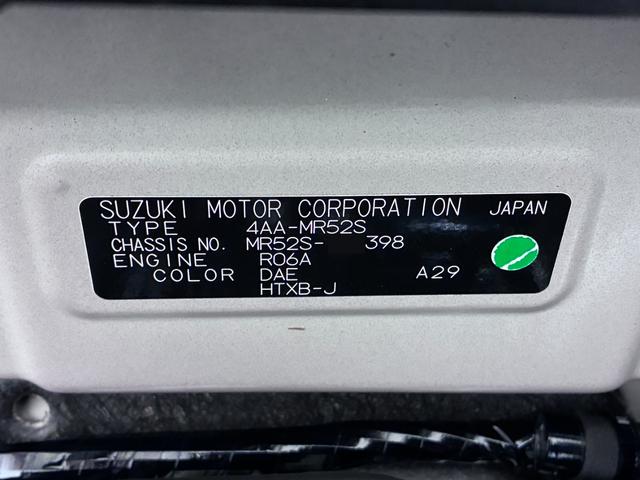 SUZUKI MOTOR CORPORATION JAPAN
TYPE 4AA-MR52S
CHASSIS NO. MR52S- 398
ENGINE R06A
COLOR DAE A29
HTXB-J